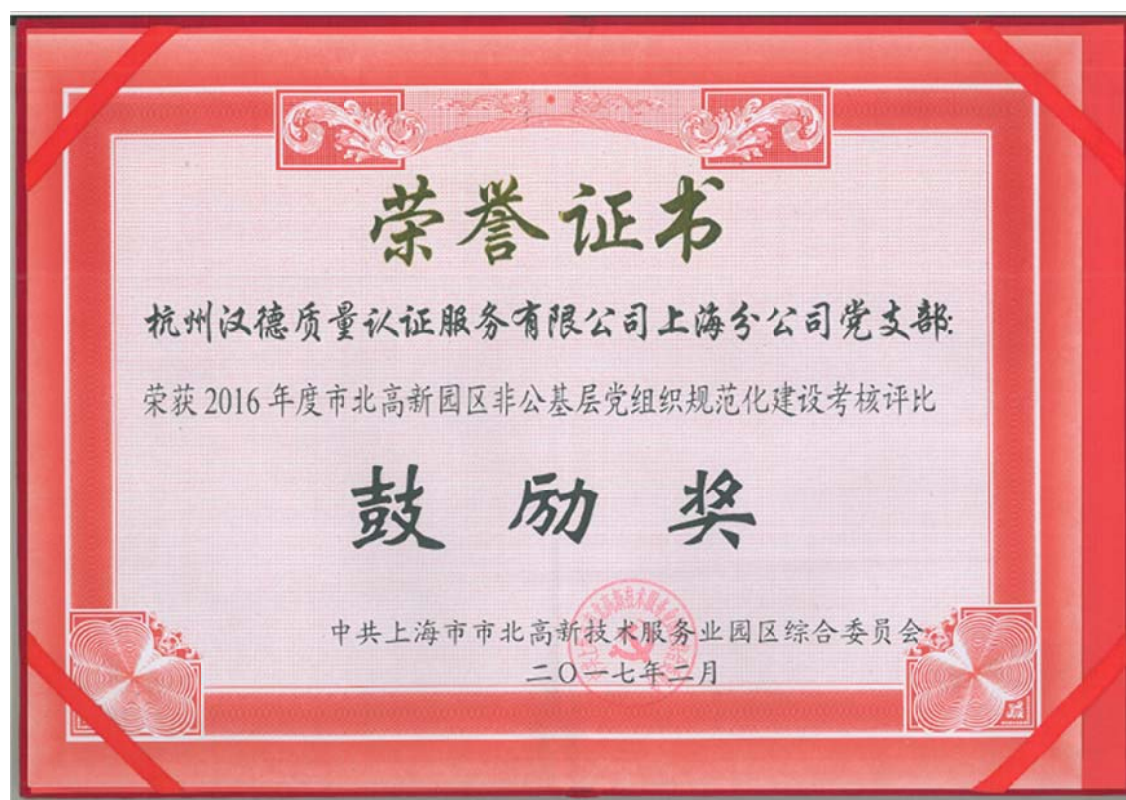 荣誉证书
杭州汉德质量认证服务有限公司上海分公司党支部:
荣获2016年度市北高新园区非公基层党组织规范化建设考核评比
鼓励奖
中共上海市市北高新技术服务业园区综合委员会
二〇一七年二月